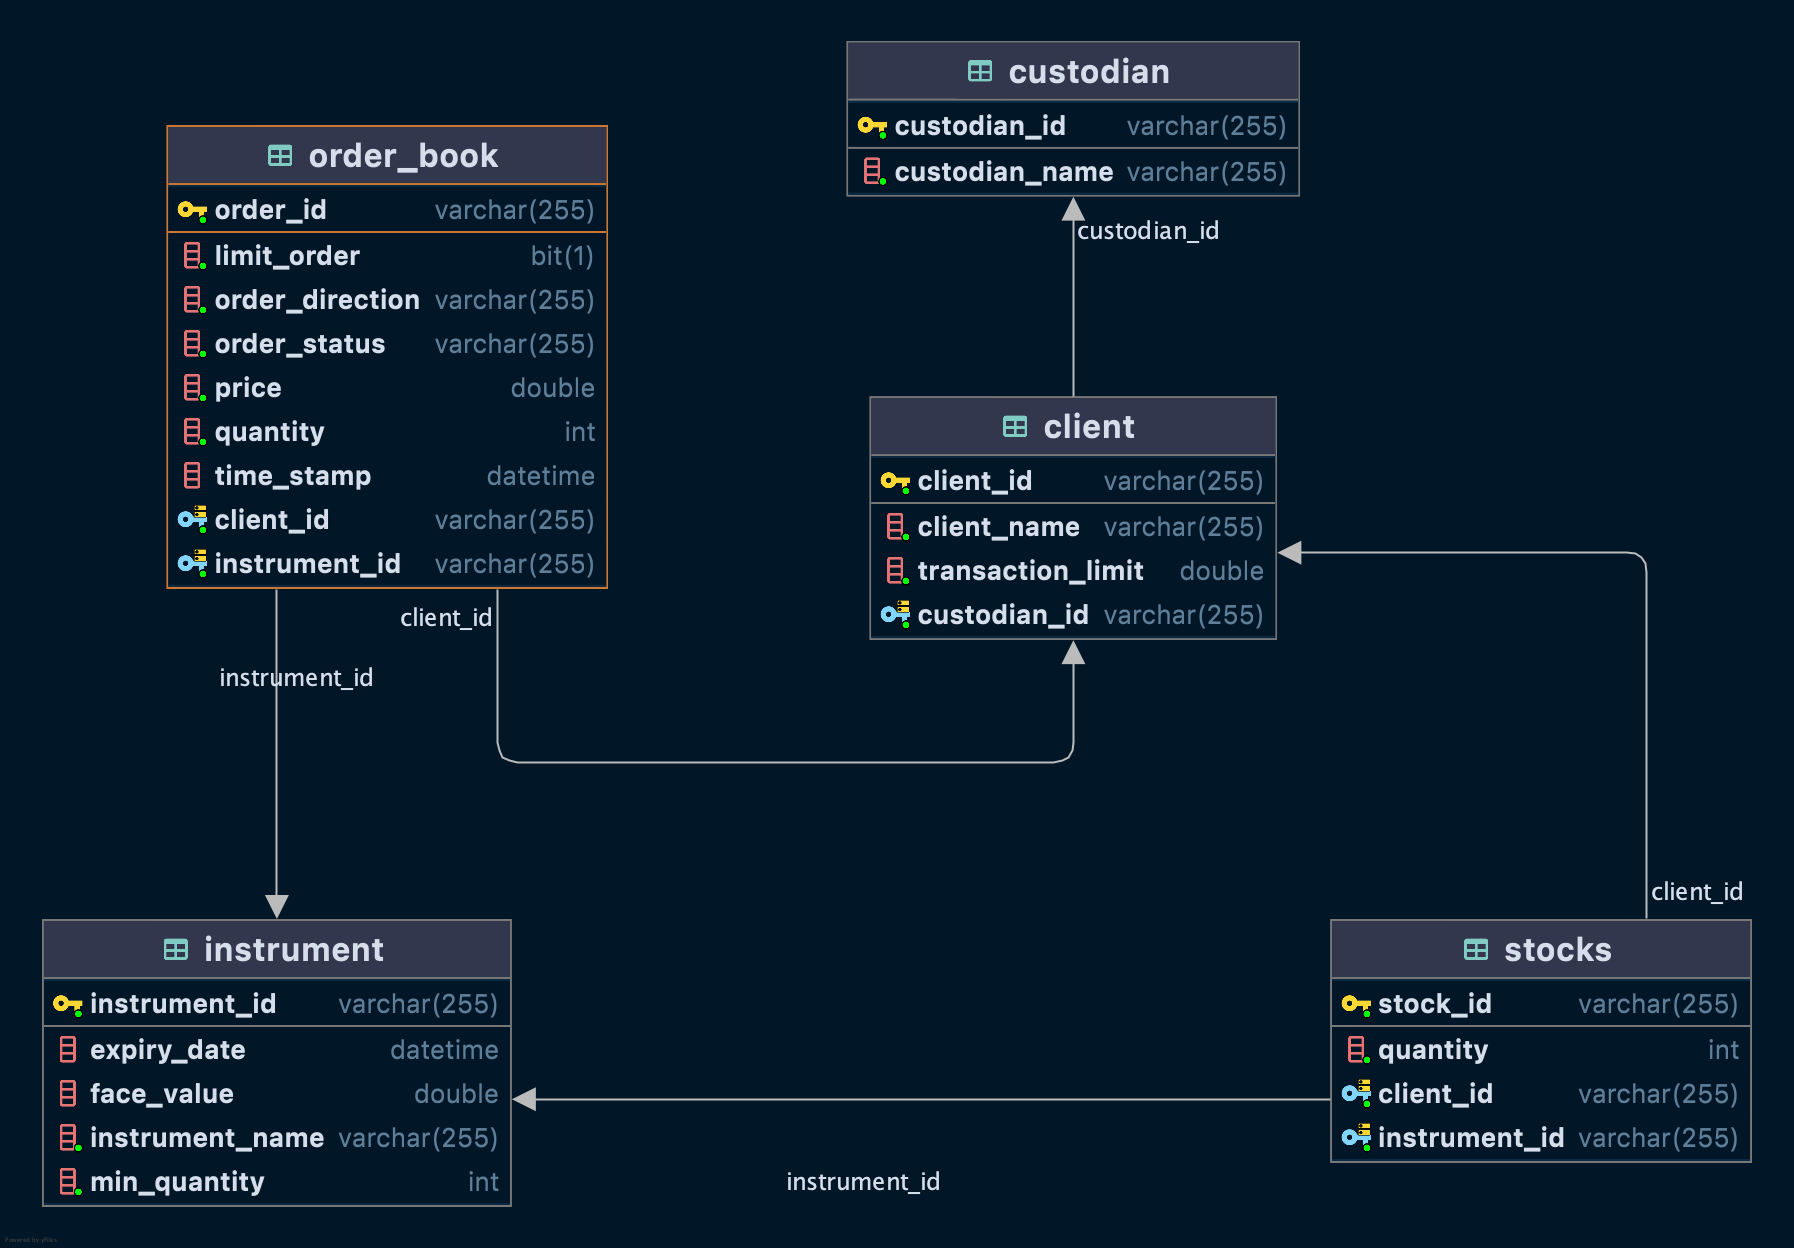 custodian
custodian_id varchar(255)
custodian_name varchar(255)
order_book
order_id varchar(255)
limit_order bit(1)
order_direction varchar(255)
order_status varchar(255)
price double
quantity int
time_stamp datetime
client_id varchar(255)
instrument_id varchar(255)
custodian_id
client
client_id varchar(255)
client_name varchar(255)
transaction_limit double
custodian_id varchar(255)
client_id
instrument_id
client_id
instrument
instrument_id varchar(255)
expiry_date datetime
face_value double
instrument_name varchar(255)
min_quantity int
stocks
stock_id varchar(255)
quantity int
client_id varchar(255)
instrument_id varchar(255)
instrument_id
Powered by yFiles